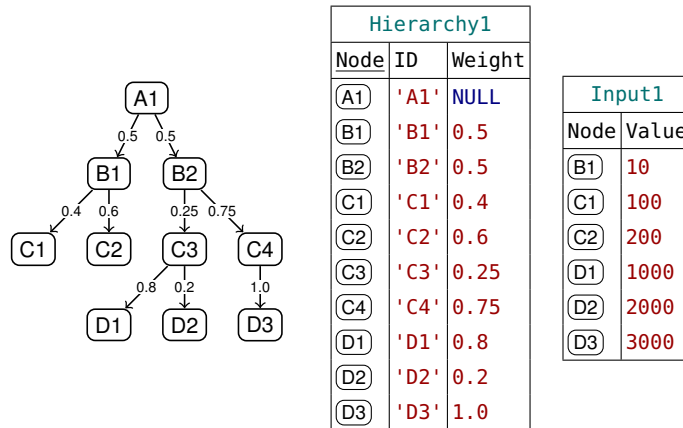 A1
0.5 0.5
B1 B2
0.4 0.6 0.25 0.75
C1 C2 C3 C4
0.8 0.2 1.0
D1 D2 D3
Hierarchy1
Node ID Weight
A1 'A1' NULL
B1 'B1' 0.5
B2 'B2' 0.5
C1 'C1' 0.4
C2 'C2' 0.6
C3 'C3' 0.25
C4 'C4' 0.75
D1 'D1' 0.8
D2 'D2' 0.2
D3 'D3' 1.0
Input1
Node Value
B1 10
C1 100
C2 200
D1 1000
D2 2000
D3 3000